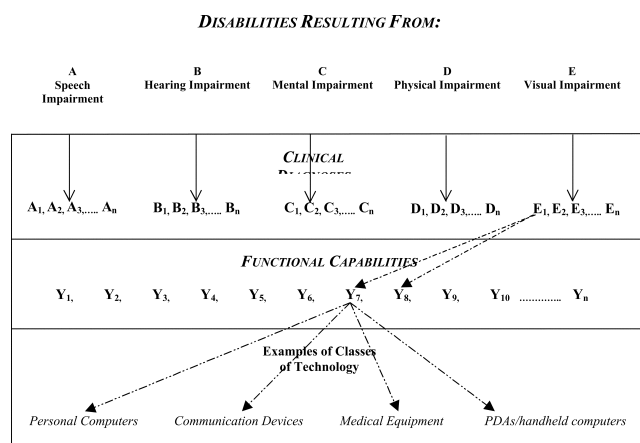 DISABILITIES RESULTING FROM:
A B C D E
Speech Impairment Hearing Impairment Mental Impairment Physical Impairment Visual Impairment
CLINICAL
DIAGNOSES
A1, A2, A3,….. An B1, B2, B3,….. Bn C1, C2, C3,…. Cn D1, D2, D3,….. Dn E1, E2, E3,…. En
FUNCTIONAL CAPABILITIES
Y1, Y2, Y3, Y4, Y5, Y6, Y7, Y8, Y9, Y10 …………. Yn
Examples of Classes
of Technology
Personal Computers Communication Devices Medical Equipment PDAs/handheld computers